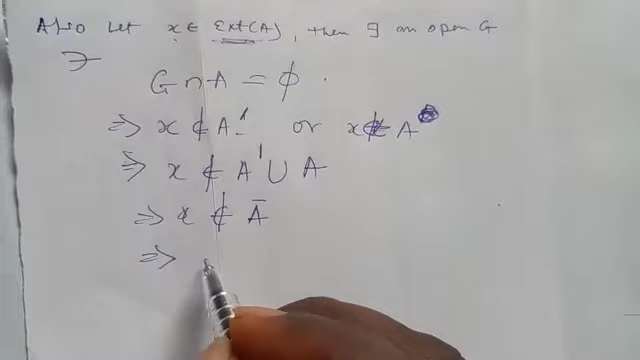 Also Let x ∈ Ext(A), then ∃ an open G
∋
G ∩ A = ϕ .
⇒ x ∉ A' or x ∉ A
⇒ x ∉ A' ∪ A
⇒ x ∉ Ā
⇒